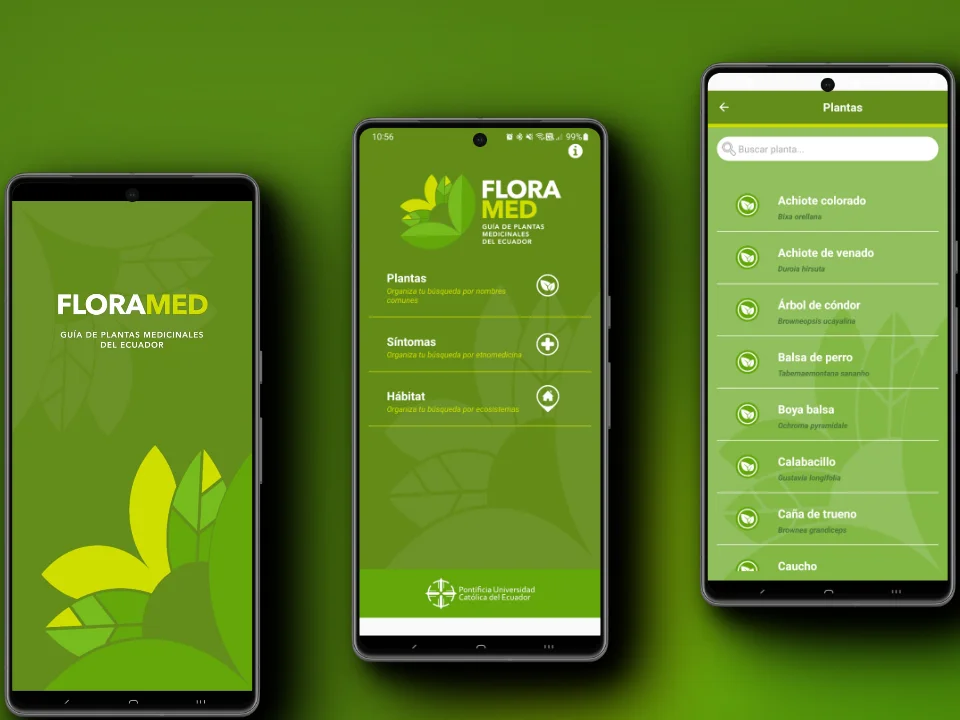 FLORAMED
GUÍA DE PLANTAS MEDICINALES
DEL ECUADOR
10:56
99%
FLORA
MED
GUÍA DE PLANTAS
MEDICINALES
DEL ECUADOR
Plantas
Organiza tu búsqueda por nombres
comunes
Síntomas
Organiza tu búsqueda por etnomedicina
Hábitat
Organiza tu búsqueda por ecosistemas
Pontificia Universidad
Católica del Ecuador
Plantas
Buscar planta...
Achiote colorado
Bixa orellana
Achiote de venado
Duroia hirsuta
Árbol de cóndor
Browneopsis ucayalina
Balsa de perro
Tabernaemontana sananho
Boya balsa
Ochroma pyramidale
Calabacillo
Gustavia longifolia
Caña de trueno
Brownea grandiceps
Caucho